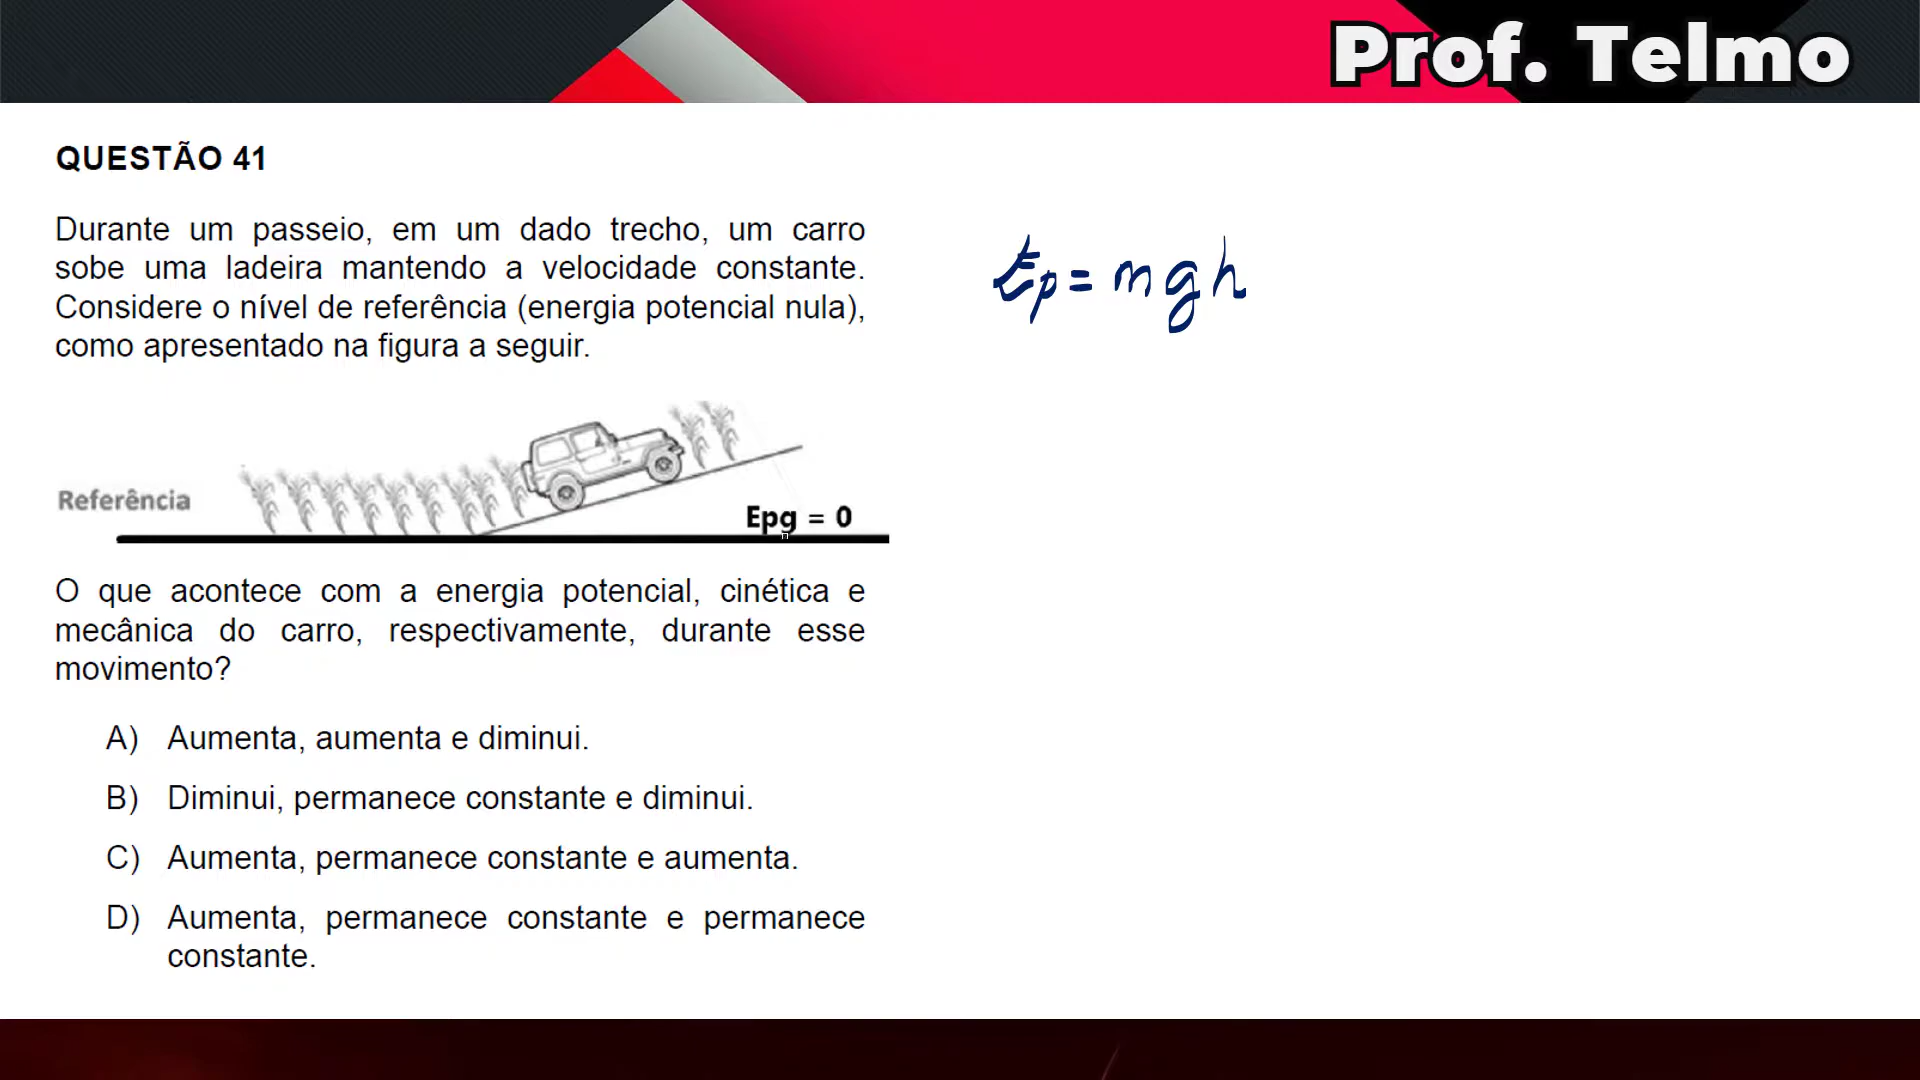 Prof. Telmo
QUESTÃO 41
Durante um passeio, em um dado trecho, um carro
sobe uma ladeira mantendo a velocidade constante.
Considere o nível de referência (energia potencial nula),
como apresentado na figura a seguir.
Ep = mgh
Referência
Epg = 0
O que acontece com a energia potencial, cinética e
mecânica do carro, respectivamente, durante esse
movimento?
A) Aumenta, aumenta e diminui.
B) Diminui, permanece constante e diminui.
C) Aumenta, permanece constante e aumenta.
D) Aumenta, permanece constante e permanece
constante.